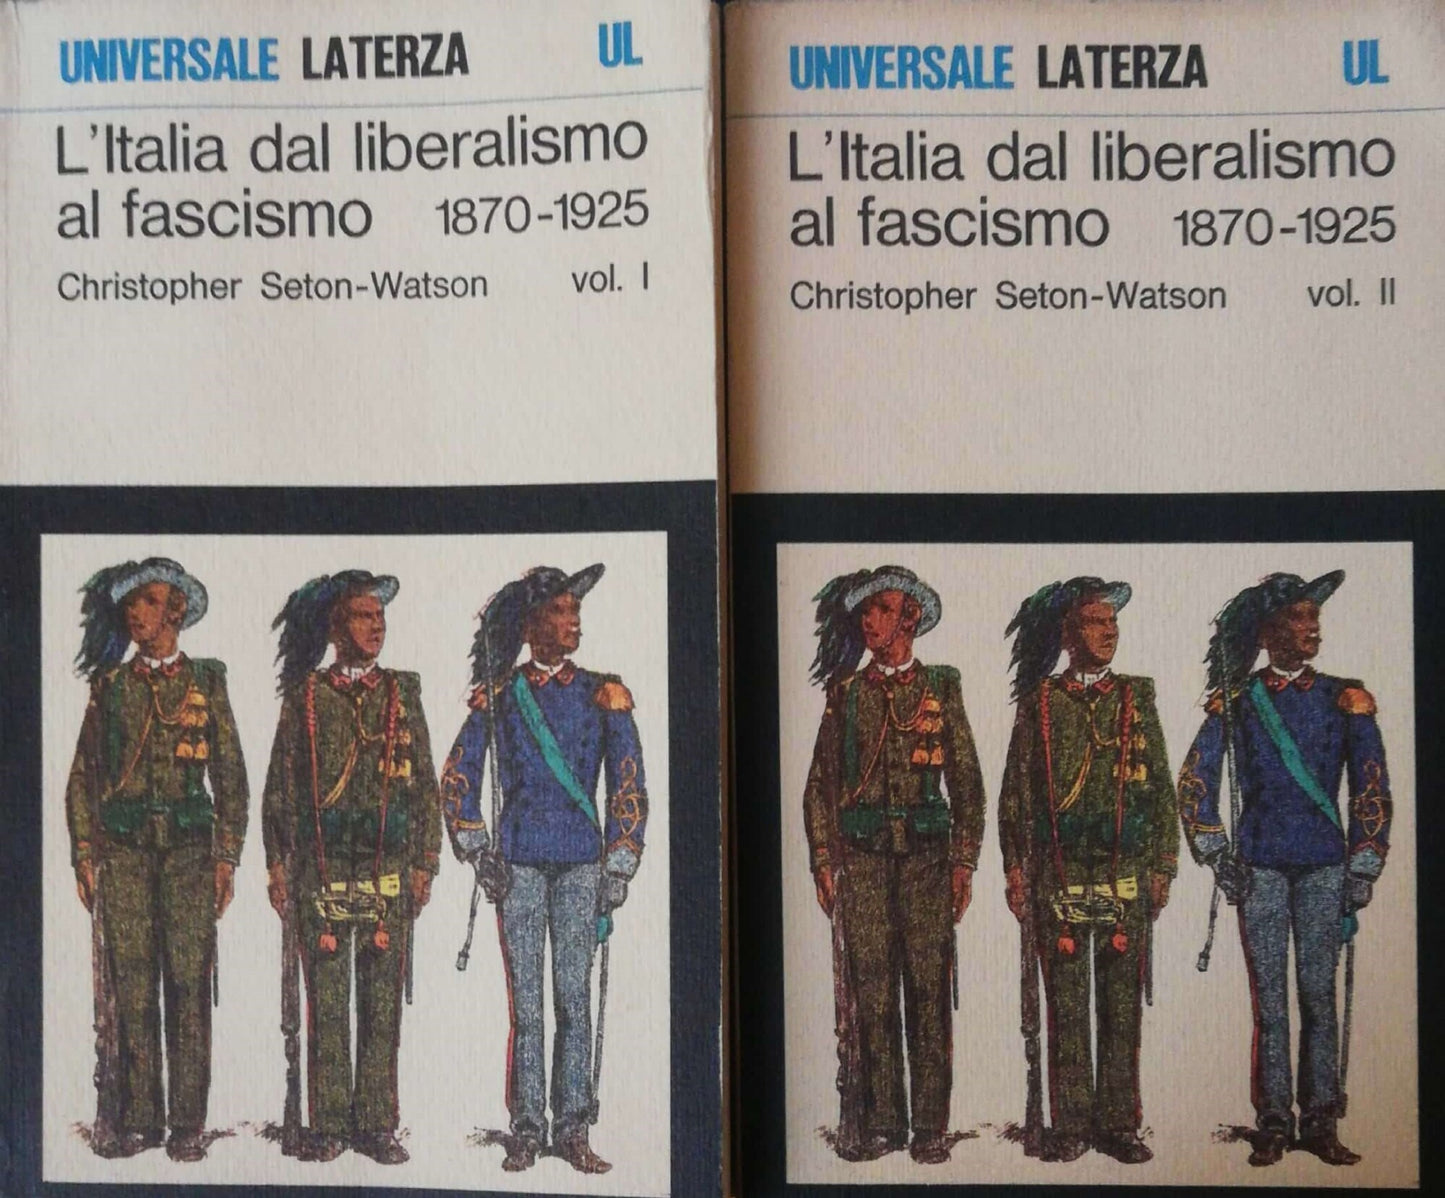 UNIVERSALE LATERZA UL
L'Italia dal liberalismo
al fascismo 1870-1925
Christopher Seton-Watson vol. I
UNIVERSALE LATERZA UL
L'Italia dal liberalismo
al fascismo 1870-1925
Christopher Seton-Watson vol. II